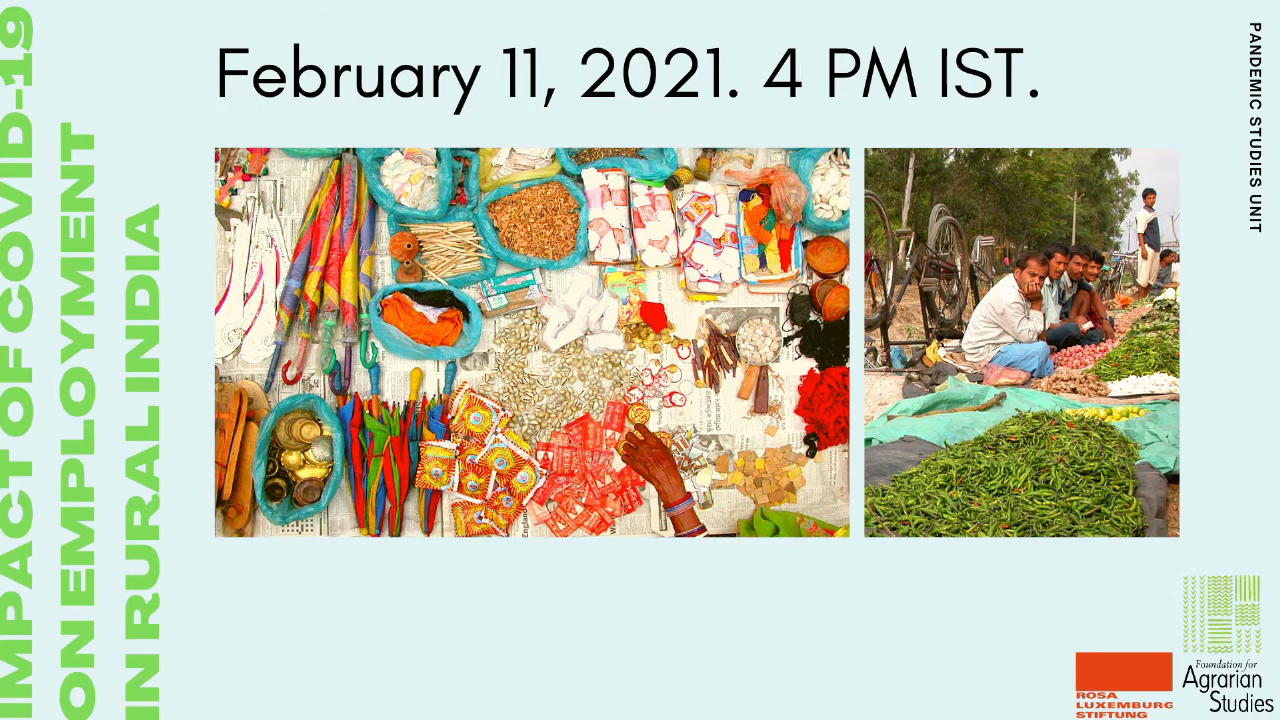 IMPACT OF COVID-19
ON EMPLOYMENT
IN RURAL INDIA
February 11, 2021. 4 PM IST.
PANDEMIC STUDIES UNIT
ROSA
LUXEMBURG
STIFTUNG
Foundation for
Agrarian
Studies